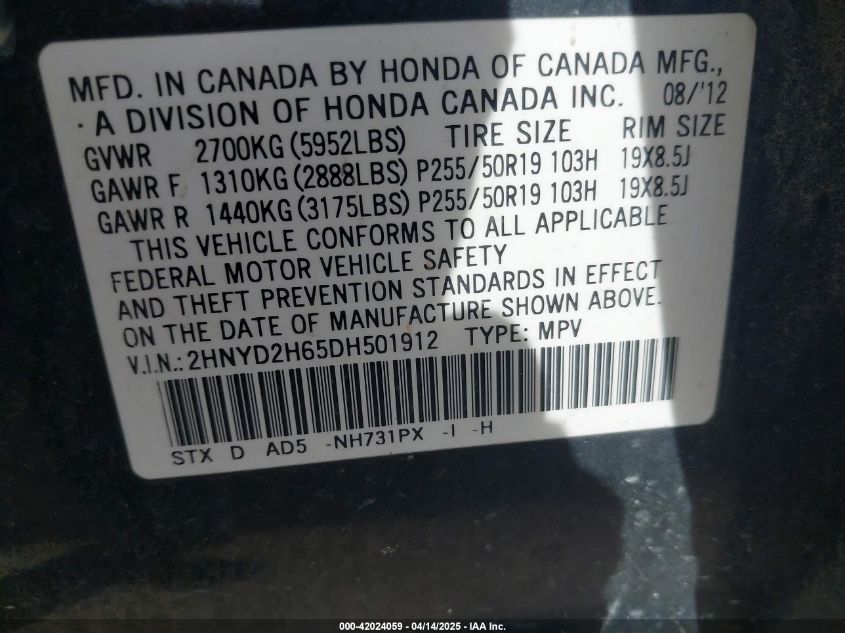 MFD. IN CANADA BY HONDA OF CANADA MFG.,
· A DIVISION OF HONDA CANADA INC. 08/'12
GVWR 2700KG (5952LBS) TIRE SIZE RIM SIZE
GAWR F 1310KG (2888LBS) P255/50R19 103H 19X8.5J
GAWR R 1440KG (3175LBS) P255/50R19 103H 19X8.5J
THIS VEHICLE CONFORMS TO ALL APPLICABLE
FEDERAL MOTOR VEHICLE SAFETY
AND THEFT PREVENTION STANDARDS IN EFFECT
ON THE DATE OF MANUFACTURE SHOWN ABOVE.
V.I.N.: 2HNYD2H65DH501912 TYPE: MPV
STX D AD5 -NH731PX -I -H
000-42024059 - 04/14/2025 - IAA Inc.